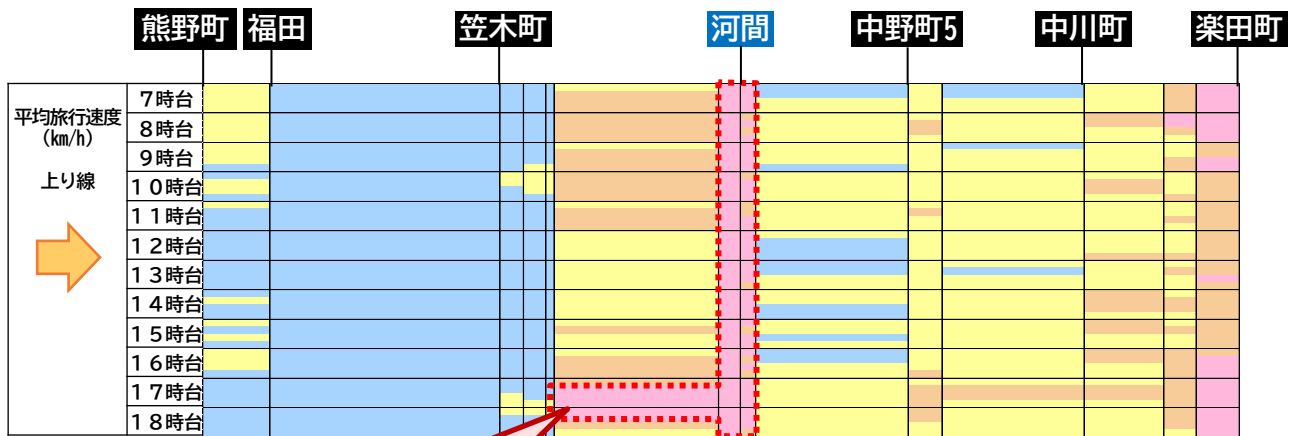 熊野町 福田 笠木町 河間 中野町5 中川町 楽田町
平均旅行速度
(km/h)
上り線
7時台
8時台
9時台
10時台
11時台
12時台
13時台
14時台
15時台
16時台
17時台
18時台